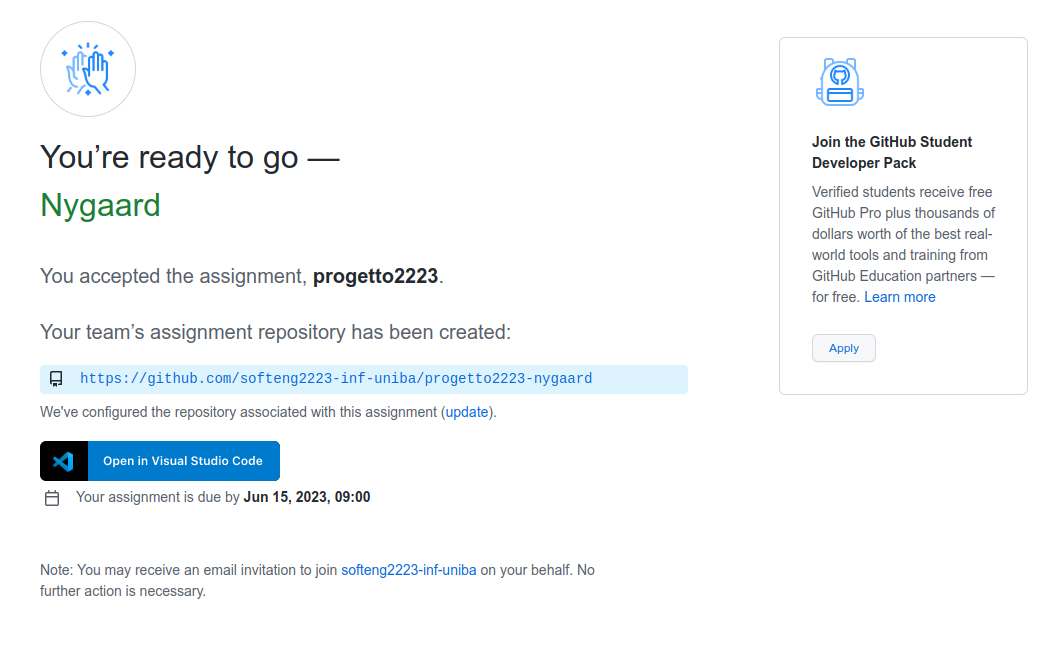 You’re ready to go —
Nygaard
You accepted the assignment, progetto2223.
Your team’s assignment repository has been created:
https://github.com/softeng2223-inf-uniba/progetto2223-nygaard
We've configured the repository associated with this assignment (update).
Open in Visual Studio Code
Your assignment is due by Jun 15, 2023, 09:00
Note: You may receive an email invitation to join softeng2223-inf-uniba on your behalf. No
further action is necessary.
Join the GitHub Student
Developer Pack
Verified students receive free
GitHub Pro plus thousands of
dollars worth of the best real-
world tools and training from
GitHub Education partners —
for free. Learn more
Apply